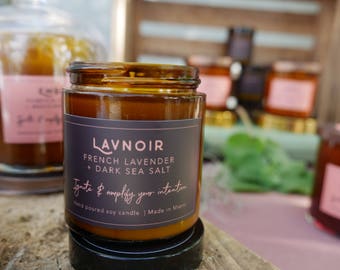 LAVNOIR
FRENCH LAVENDER
+ DARK SEA SALT
Ignite & amplify your intention
Hand poured soy candle | Made in Miami